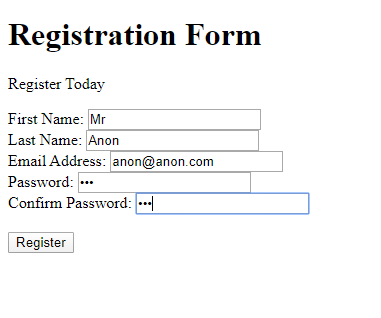 Registration Form
Register Today
First Name: Mr
Last Name: Anon
Email Address: anon@anon.com
Password: •••
Confirm Password: •••
Register